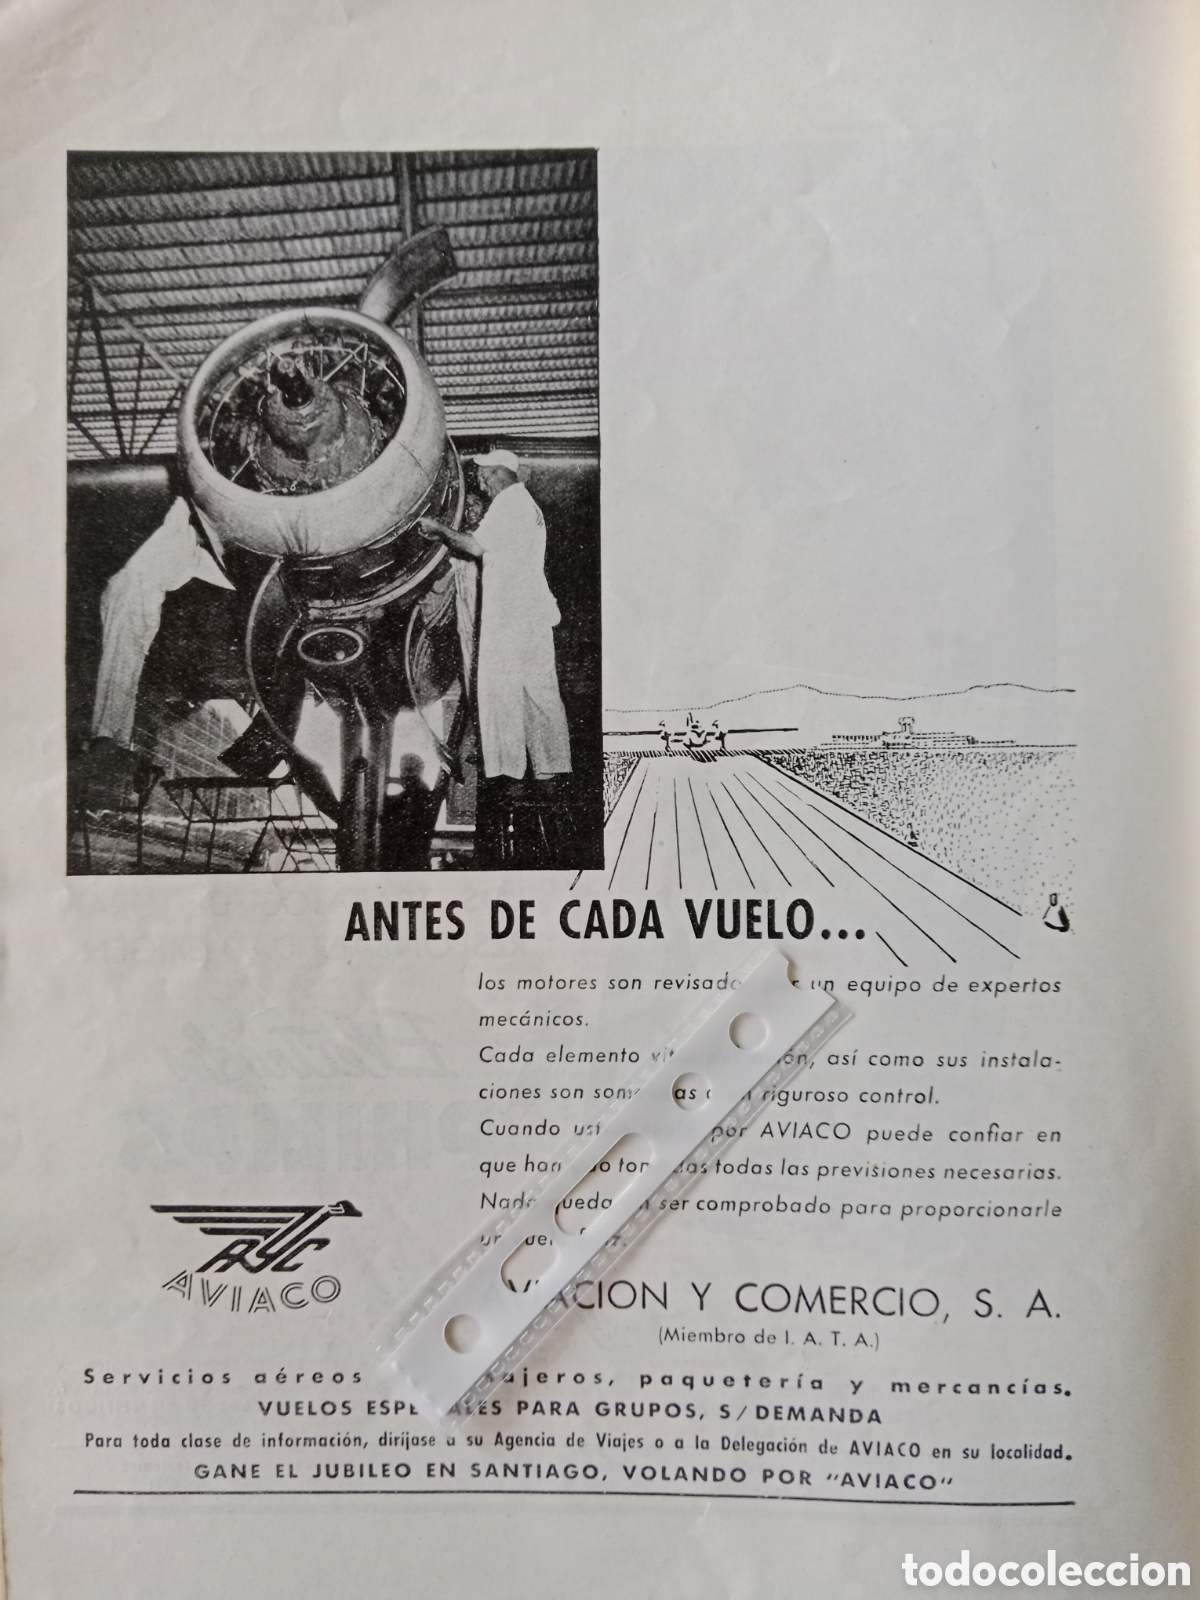 ANTES DE CADA VUELO...
los motores son un equipo de expertos
mecánicos.
Cada elemento así como sus instala-
ciones son riguroso control.
Cuando por AVIACO puede confiar en
que todas las previsiones necesarias.
ser comprobado para proporcionarle
AYC
AVIACO
Y COMERCIO, S. A.
(Miembro de I. A. T. A.)
Servicios aéreos paquetería y mercancías.
VUELOS PARA GRUPOS, S/DEMANDA
Para toda clase de información, diríjase a su Agencia de Viajes o a la Delegación de AVIACO en su localidad.
GANE EL JUBILEO EN SANTIAGO, VOLANDO POR "AVIACO"
todocoleccion